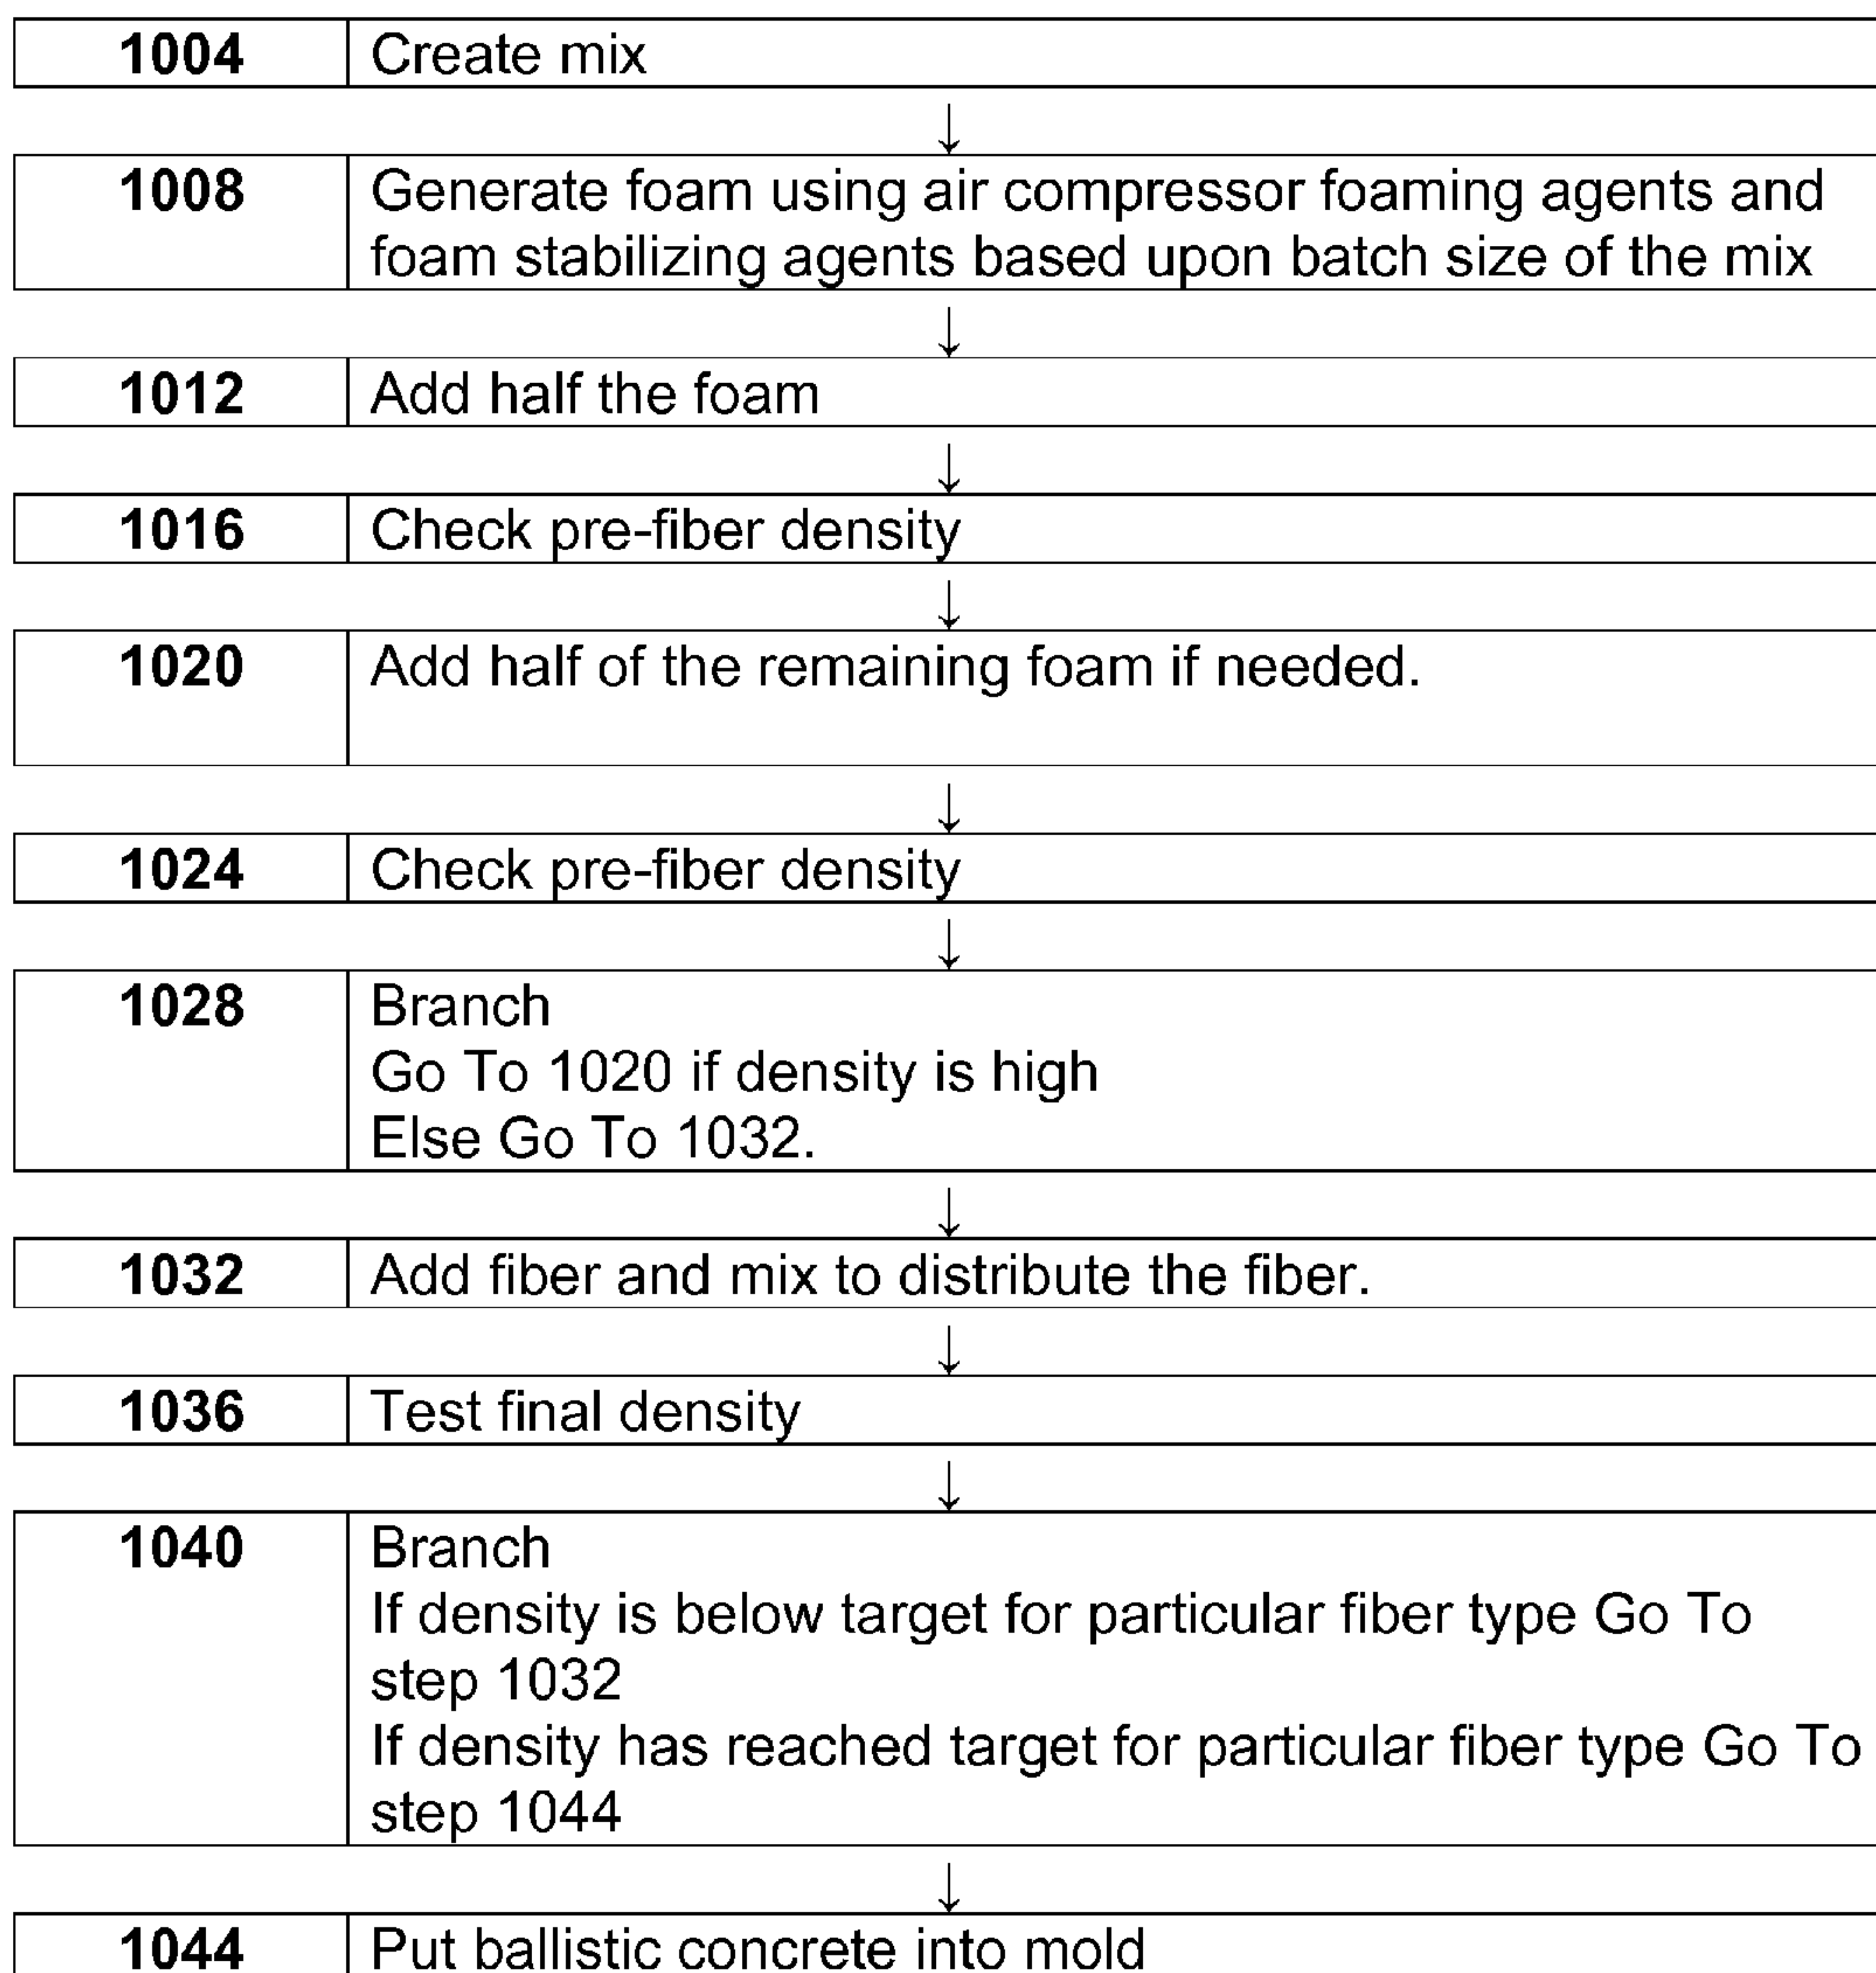 1004 Create mix
↓
1008 Generate foam using air compressor foaming agents and
foam stabilizing agents based upon batch size of the mix
↓
1012 Add half the foam
↓
1016 Check pre-fiber density
↓
1020 Add half of the remaining foam if needed.
↓
1024 Check pre-fiber density
↓
1028 Branch
Go To 1020 if density is high
Else Go To 1032.
↓
1032 Add fiber and mix to distribute the fiber.
↓
1036 Test final density
↓
1040 Branch
If density is below target for particular fiber type Go To
step 1032
If density has reached target for particular fiber type Go To
step 1044
↓
1044 Put ballistic concrete into mold